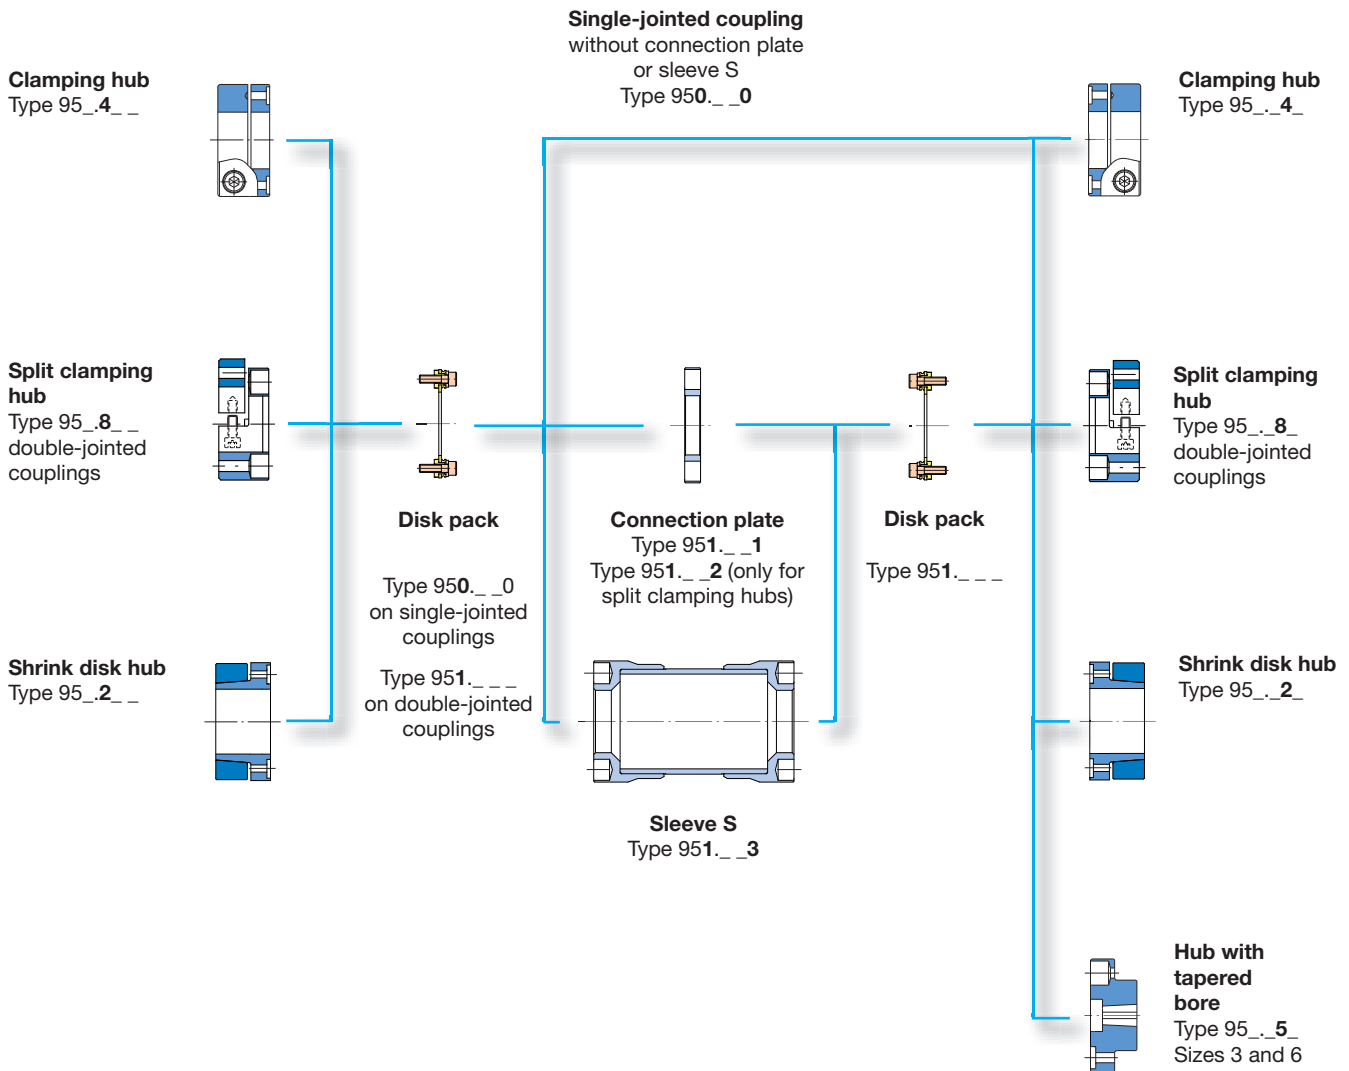 Single-jointed coupling
without connection plate
or sleeve S
Type 950._ _0
Clamping hub
Type 95_.4_ _
Clamping hub
Type 95_._4_
Split clamping
hub
Type 95_.8_ _
double-jointed
couplings
Split clamping
hub
Type 95_._8_
double-jointed
couplings
Disk pack
Type 950._ _0
on single-jointed
couplings
Type 951._ _ _
on double-jointed
couplings
Connection plate
Type 951._ _1
Type 951._ _2 (only for
split clamping hubs)
Disk pack
Type 951._ _ _
Shrink disk hub
Type 95_.2_ _
Shrink disk hub
Type 95_._2_
Sleeve S
Type 951._ _3
Hub with
tapered
bore
Type 95_._5_
Sizes 3 and 6